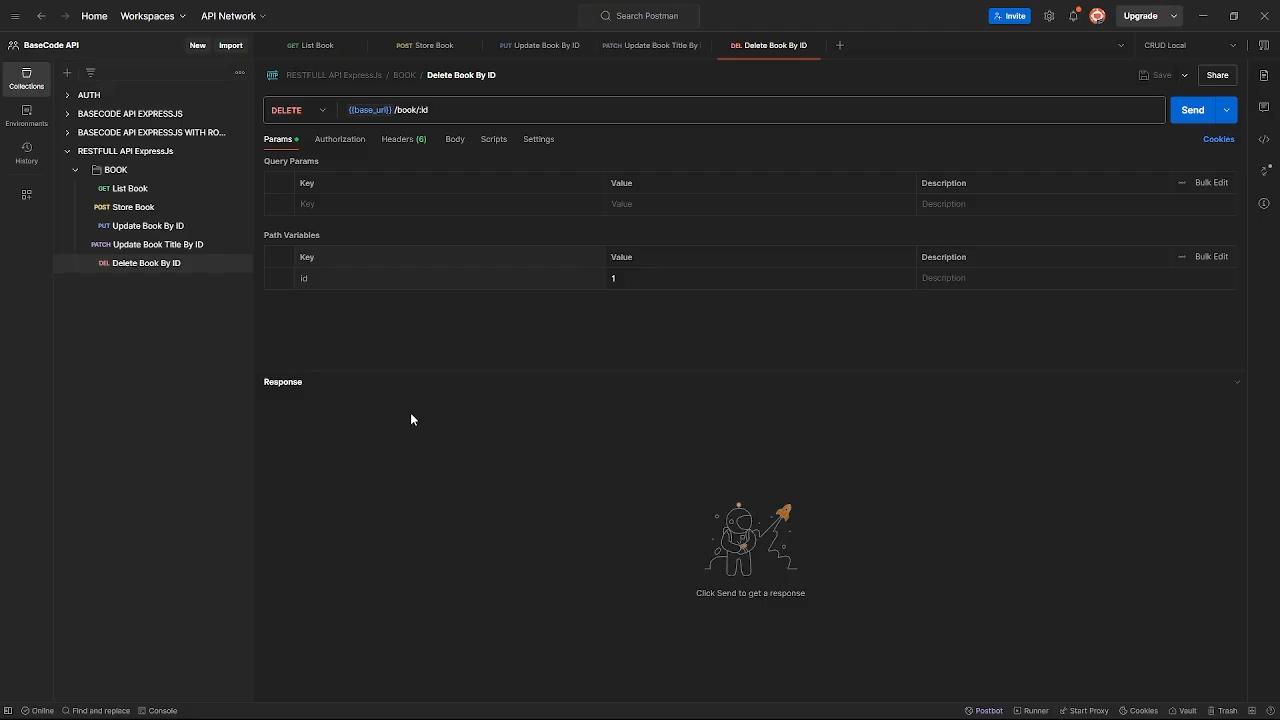 Home Workspaces API Network Search Postman Invite Upgrade
BaseCode API New Import GET List Book POST Store Book PUT Update Book By ID PATCH Update Book Title By DEL Delete Book By ID CRUD Local
Collections
Environments
History
AUTH
BASECODE API EXPRESSJS
BASECODE API EXPRESSJS WITH RO...
RESTFULL API ExpressJs
BOOK
GET List Book
POST Store Book
PUT Update Book By ID
PATCH Update Book Title By ID
DEL Delete Book By ID
HTTP RESTFULL API ExpressJs / BOOK / Delete Book By ID Save Share
DELETE {{base_url}} /book/:id Send
Params Authorization Headers (6) Body Scripts Settings Cookies
Query Params
Key Value Description Bulk Edit
Key Value Description
Path Variables
Key Value Description Bulk Edit
id 1 Description
Response
Click Send to get a response
Online Find and replace Console Postbot Runner Start Proxy Cookies Vault Trash